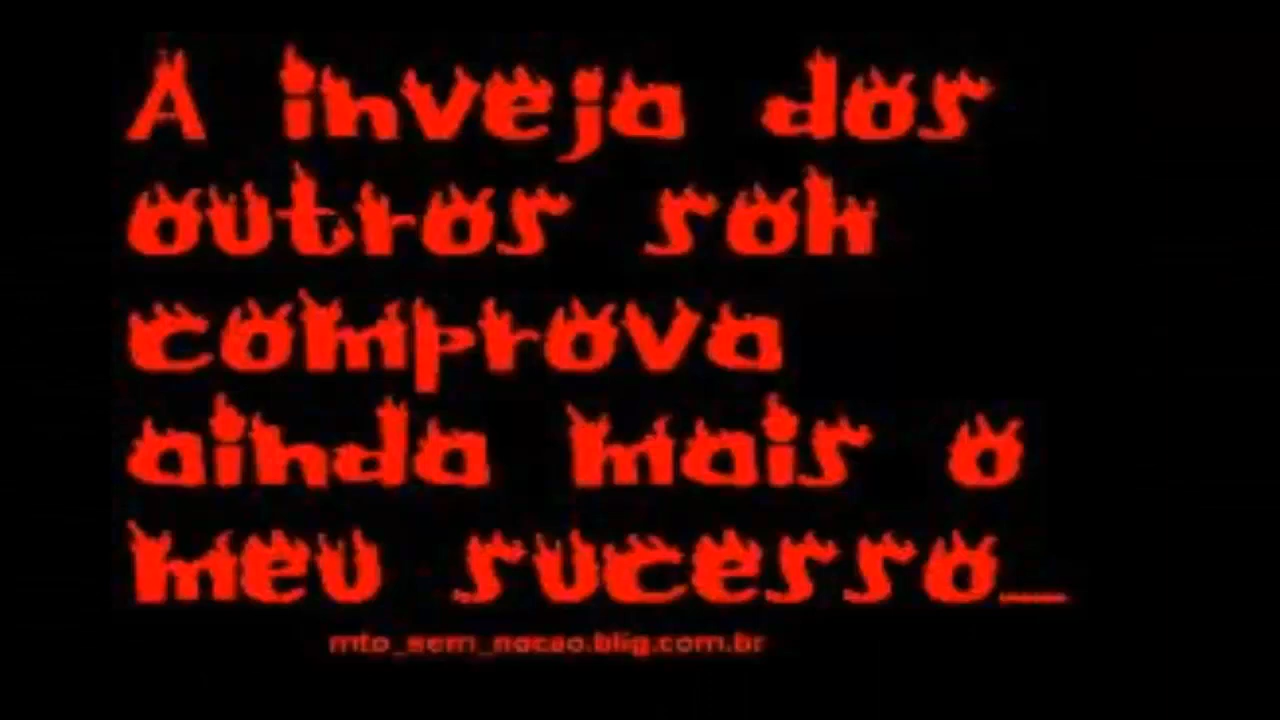 A inveja dos
outros soh
comprova
ainda mais o
meu sucesso_
mto_sem_nocao.blig.com.br